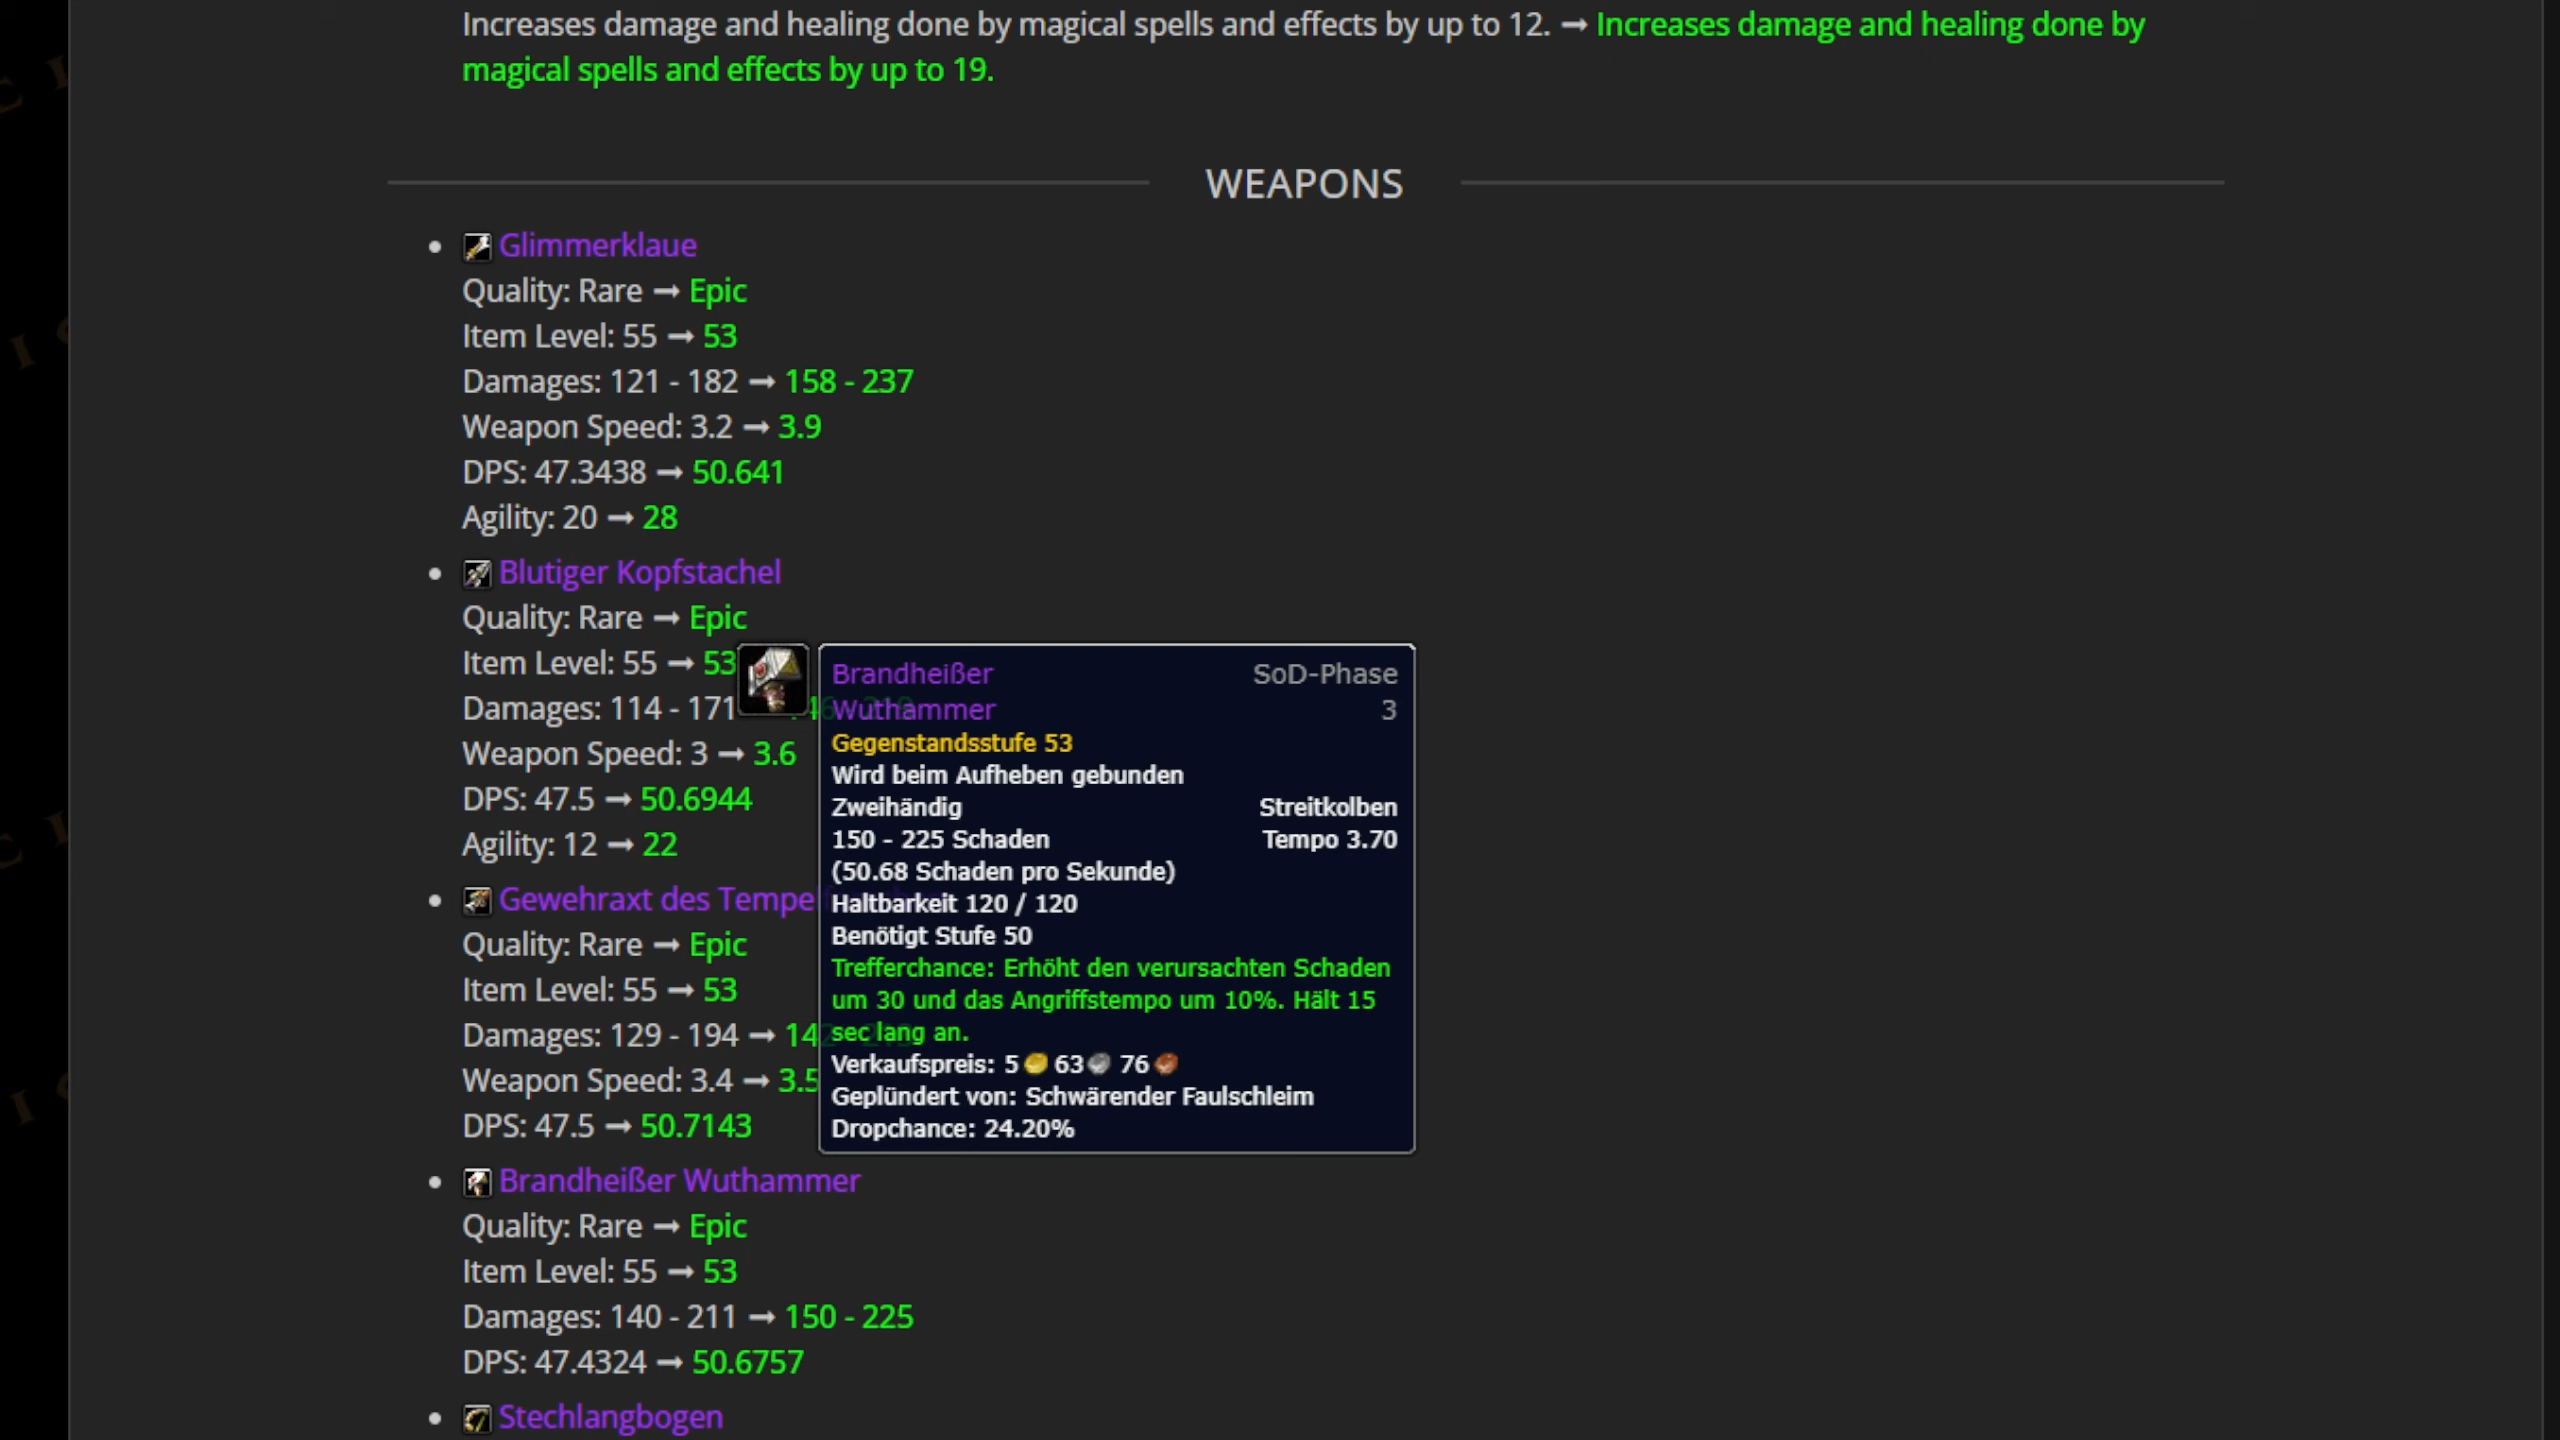 Increases damage and healing done by magical spells and effects by up to 12. → Increases damage and healing done by
magical spells and effects by up to 19.
WEAPONS
• Glimmerklaue
Quality: Rare → Epic
Item Level: 55 → 53
Damages: 121 - 182 → 158 - 237
Weapon Speed: 3.2 → 3.9
DPS: 47.3438 → 50.641
Agility: 20 → 28
• Blutiger Kopfstachel
Quality: Rare → Epic
Item Level: 55 → 53
Damages: 114 - 171
Weapon Speed: 3 → 3.6
DPS: 47.5 → 50.6944
Agility: 12 → 22
• Gewehraxt des
Quality: Rare → Epic
Item Level: 55 → 53
Damages: 129 - 194 →
Weapon Speed: 3.4 → 3.5
DPS: 47.5 → 50.7143
Brandheißer SoD-Phase
Wuthammer 3
Gegenstandsstufe 53
Wird beim Aufheben gebunden
Zweihändig Streitkolben
150 - 225 Schaden Tempo 3.70
(50.68 Schaden pro Sekunde)
Haltbarkeit 120 / 120
Benötigt Stufe 50
Trefferchance: Erhöht den verursachten Schaden
um 30 und das Angriffstempo um 10%. Hält 15
sec lang an.
Verkaufspreis: 5 63 76
Geplündert von: Schwärender Faulschleim
Dropchance: 24.20%
• Brandheißer Wuthammer
Quality: Rare → Epic
Item Level: 55 → 53
Damages: 140 - 211 → 150 - 225
DPS: 47.4324 → 50.6757
• Stechlangbogen